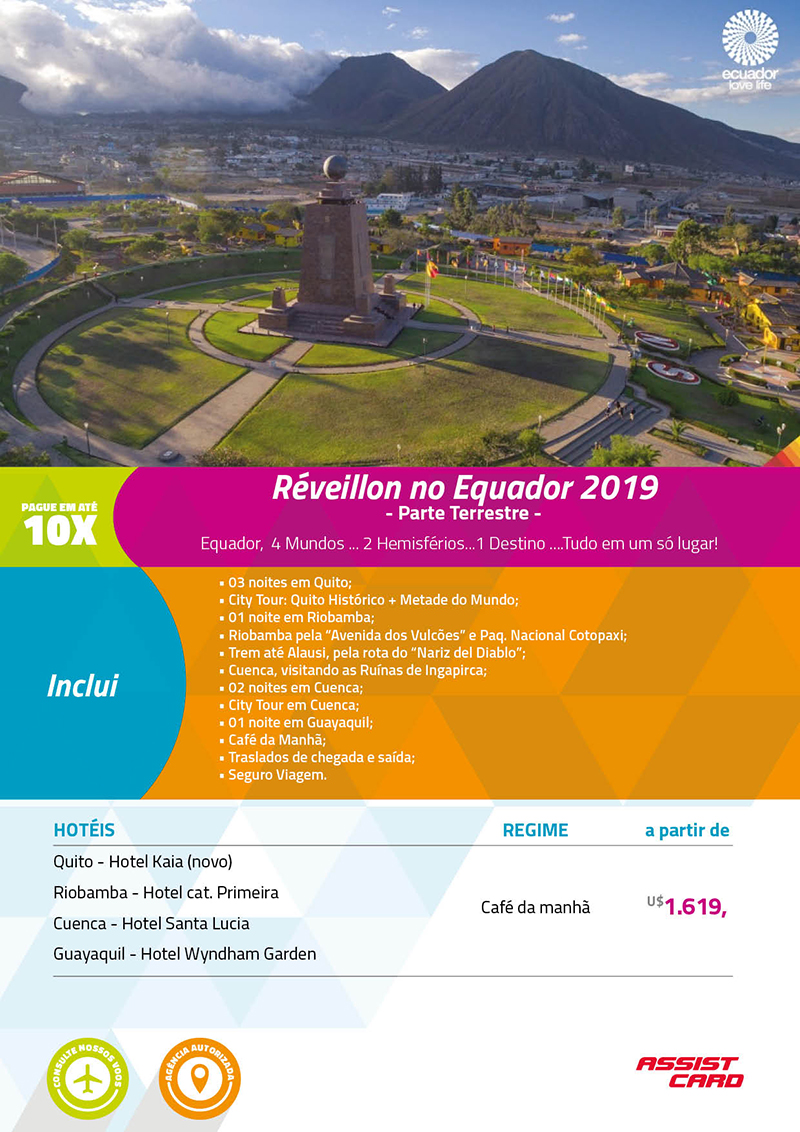 ecuador
love life
PAGUE EM ATÉ
10X
Réveillon no Equador 2019
- Parte Terrestre -
Equador, 4 Mundos ... 2 Hemisférios...1 Destino ....Tudo em um só lugar!
Inclui
• 03 noites em Quito;
• City Tour: Quito Histórico + Metade do Mundo;
• 01 noite em Riobamba;
• Riobamba pela “Avenida dos Vulcões” e Paq. Nacional Cotopaxi;
• Trem até Alausi, pela rota do “Nariz del Diablo”;
• Cuenca, visitando as Ruínas de Ingapirca;
• 02 noites em Cuenca;
• City Tour em Cuenca;
• 01 noite em Guayaquil;
• Café da Manhã;
• Traslados de chegada e saída;
• Seguro Viagem.
HOTÉIS REGIME a partir de
Quito - Hotel Kaia (novo)
Riobamba - Hotel cat. Primeira
Cuenca - Hotel Santa Lucia
Guayaquil - Hotel Wyndham Garden
Café da manhã
U$1.619,
CONSULTE NOSSOS VOOS
AGÊNCIA AUTORIZADA
ASSIST
CARD